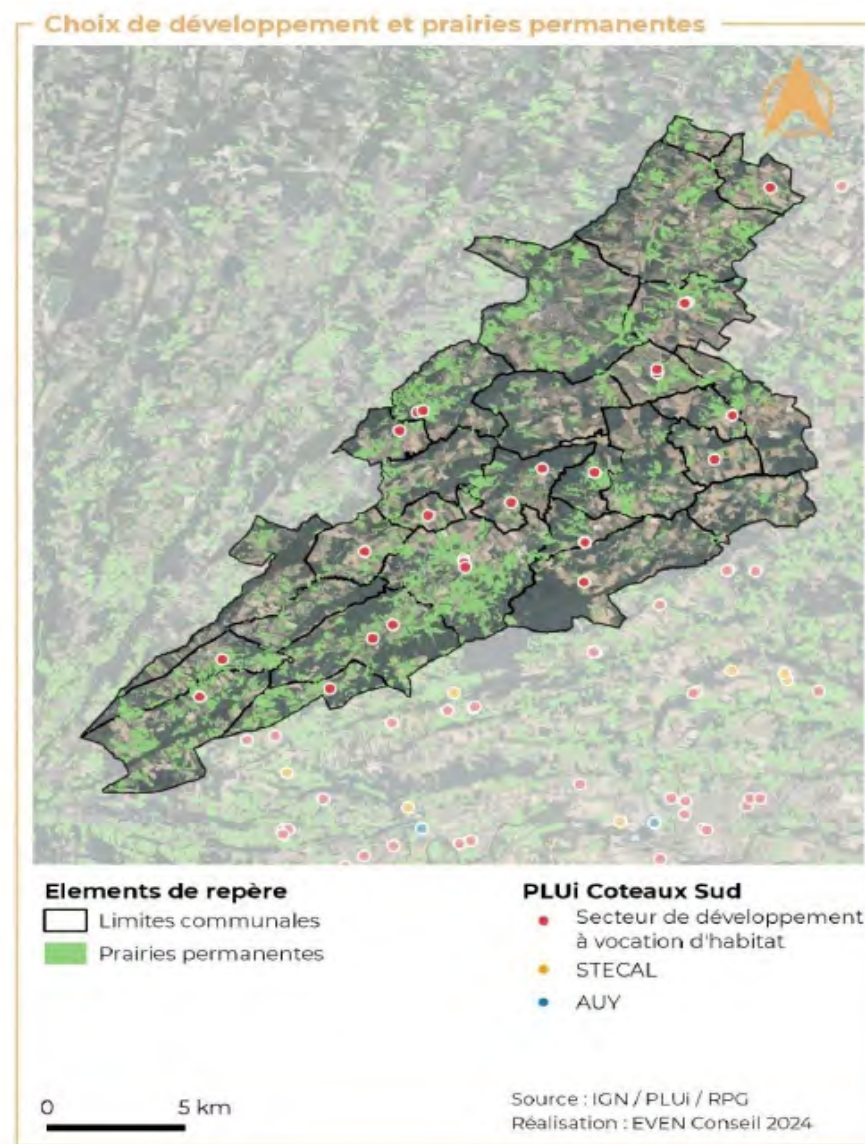 Choix de développement et prairies permanentes
Elements de repère
Limites communales
Prairies permanentes
PLUi Coteaux Sud
Secteur de développement
à vocation d'habitat
STECAL
AUY
0 5 km
Source : IGN / PLUi / RPG
Réalisation : EVEN Conseil 2024